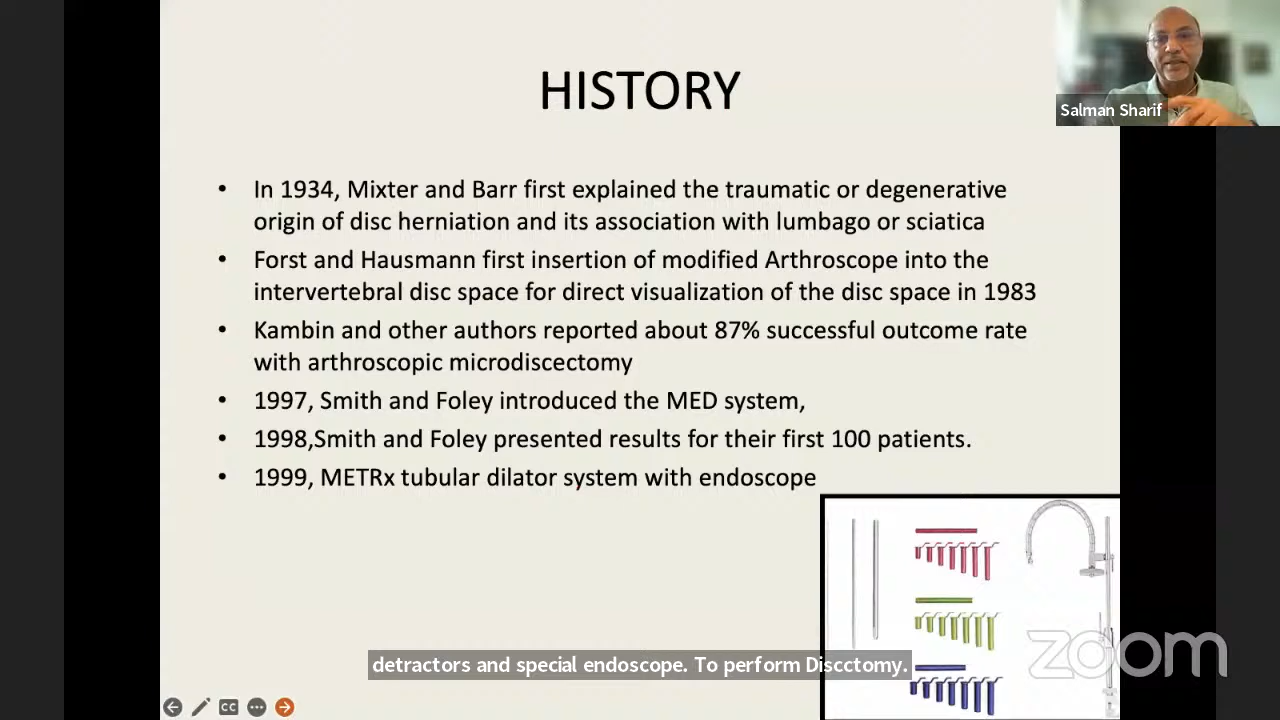 HISTORY
Salman Sharif
• In 1934, Mixter and Barr first explained the traumatic or degenerative
origin of disc herniation and its association with lumbago or sciatica
• Forst and Hausmann first insertion of modified Arthroscope into the
intervertebral disc space for direct visualization of the disc space in 1983
• Kambin and other authors reported about 87% successful outcome rate
with arthroscopic microdiscectomy
• 1997, Smith and Foley introduced the MED system,
• 1998,Smith and Foley presented results for their first 100 patients.
• 1999, METRx tubular dilator system with endoscope
detractors and special endoscope. To perform Discctomy.
zoom
CC